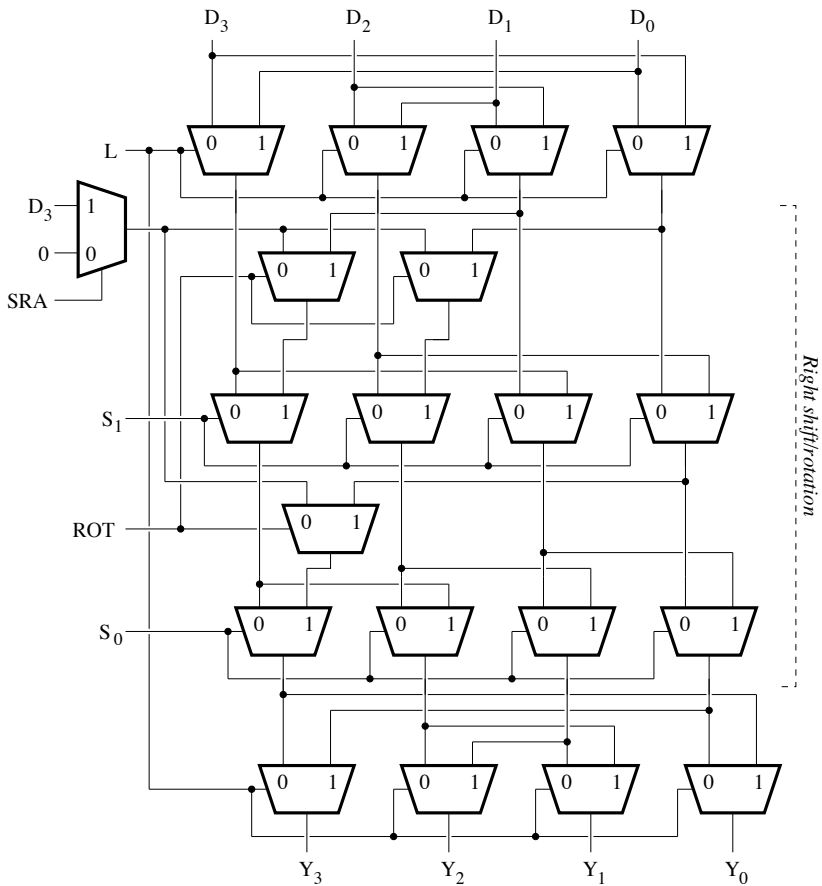 D3 D2 D1 D0
0 1 0 1 0 1 0 1
L
D3 1
0 0
SRA
0 1 0 1
Right shift/rotation
0 1 0 1 0 1 0 1
S1
0 1
ROT
0 1 0 1 0 1 0 1
S0
0 1 0 1 0 1 0 1
Y3 Y2 Y1 Y0